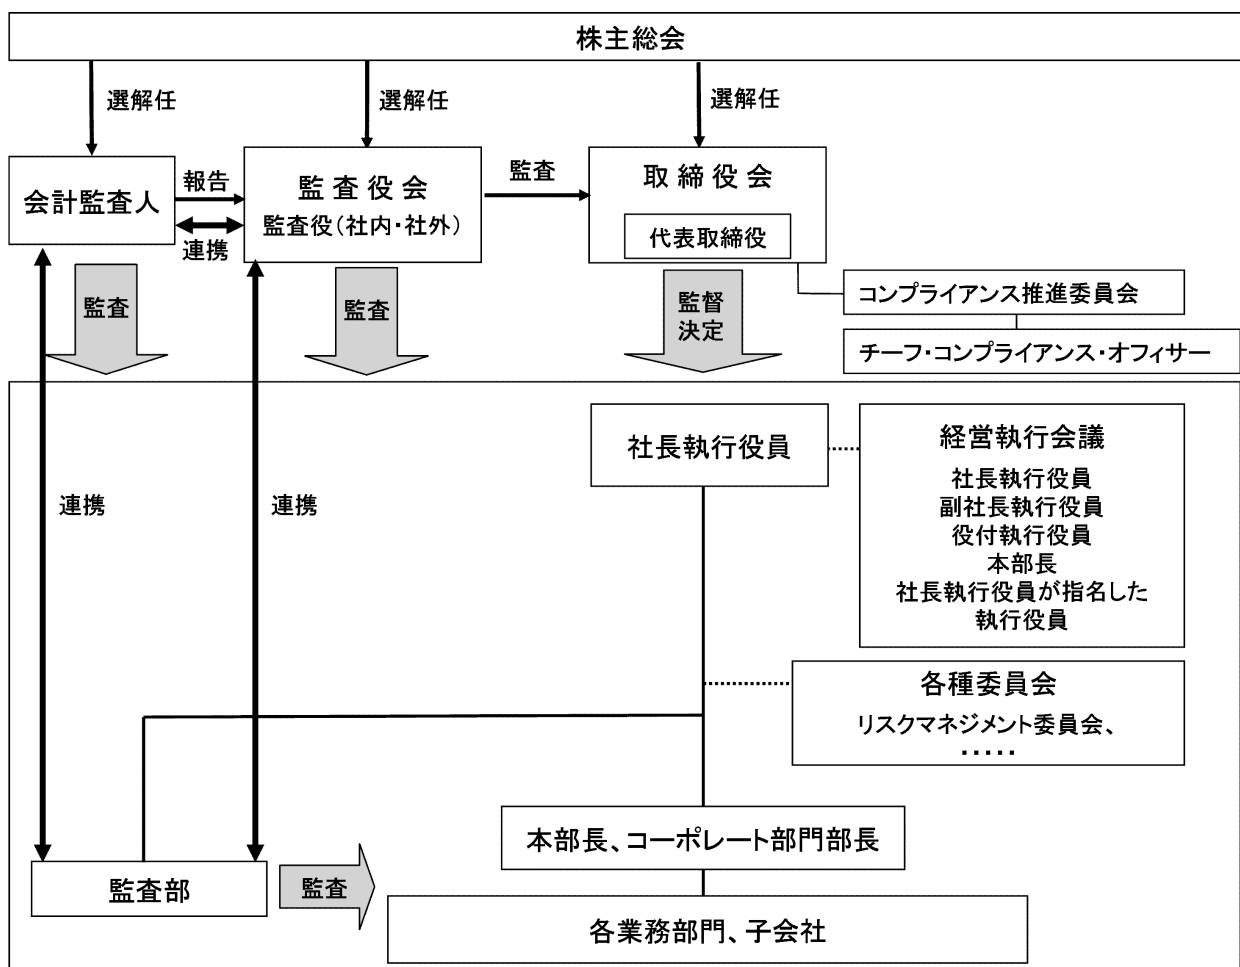 株主総会
選解任
選解任
選解任
会計監査人
報告
連携
監査役会
監査役(社内・社外)
監査
取締役会
代表取締役
監査
監査
監督
決定
コンプライアンス推進委員会
チーフ・コンプライアンス・オフィサー
社長執行役員
経営執行会議
社長執行役員
副社長執行役員
役付執行役員
本部長
社長執行役員が指名した
執行役員
連携
連携
各種委員会
リスクマネジメント委員会、
・・・・・
本部長、コーポレート部門部長
監査部
監査
各業務部門、子会社